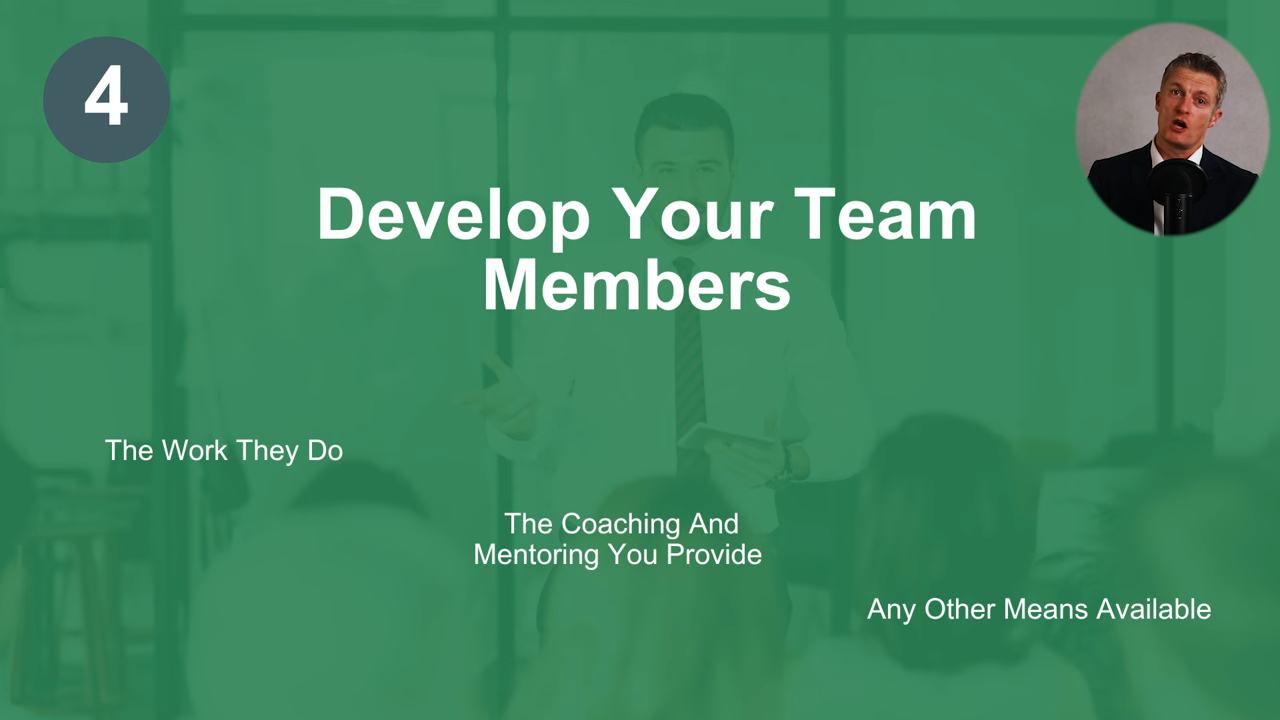 4
Develop Your Team
Members
The Work They Do
The Coaching And
Mentoring You Provide
Any Other Means Available